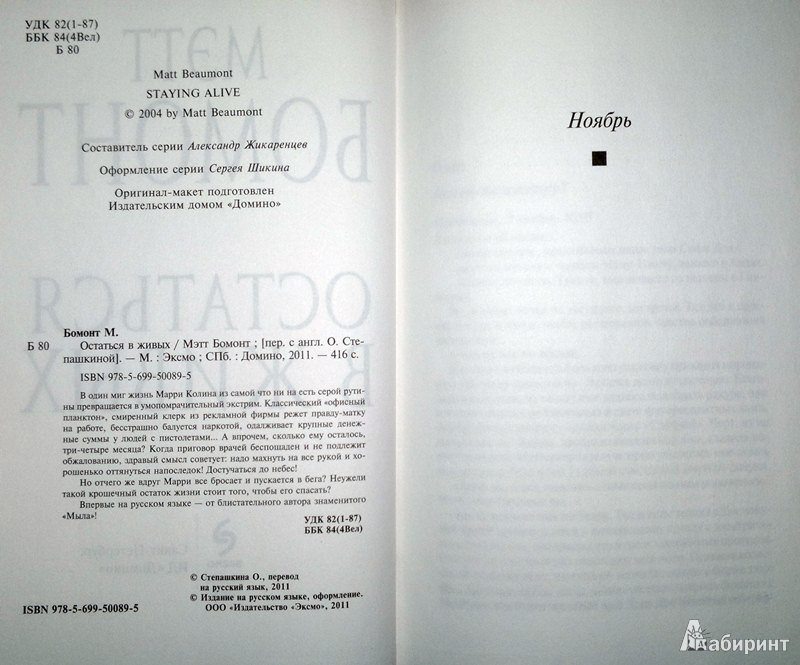 УДК 82(1-87)
ББК 84(4Вел)
Б 80
Matt Beaumont
STAYING ALIVE
© 2004 by Matt Beaumont
Составитель серии Александр Жикаренцев
Оформление серии Сергея Шикина
Оригинал-макет подготовлен
Издательским домом «Домино»
Бомонт М.
Б 80 Остаться в живых / Мэтт Бомонт ; [пер. с англ. О. Сте-
пашкиной]. — М. : Эксмо ; СПб. : Домино, 2011. — 416 с.
ISBN 978-5-699-50089-5
В один миг жизнь Марри Колина из самой что ни на есть серой рути-
ны превращается в умопомрачительный экстрим. Классический «офисный
планктон», смиренный клерк из рекламной фирмы режет правду-матку
на работе, бесстрашно балуется наркотой, одалживает крупные денеж-
ные суммы у людей с пистолетами... А впрочем, сколько ему осталось,
три-четыре месяца? Когда приговор врачей беспощаден и не подлежит
обжалованию, здравый смысл советует: надо махнуть на все рукой и хо-
рошенько оттянуться напоследок! Достучаться до небес!
Но отчего же вдруг Марри все бросает и пускается в бега? Неужели
такой крошечный остаток жизни стоит того, чтобы его спасать?
Впервые на русском языке — от блистательного автора знаменитого
«Мыла»!
УДК 82(1-87)
ББК 84(4Вел)
© Степашкина О., перевод
на русский язык, 2011
© Издание на русском языке, оформление.
ООО «Издательство «Эксмо», 2011
ISBN 978-5-699-50089-5
Ноябрь
Лабиринт